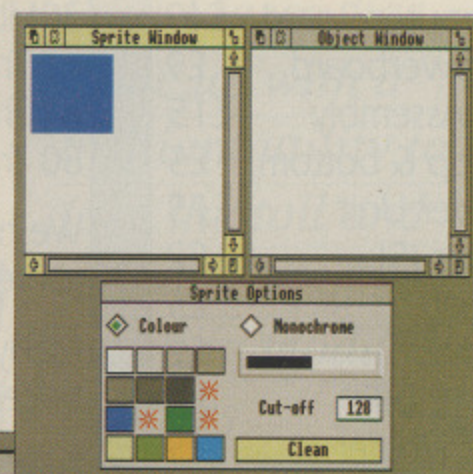 Sprite Window
Object Window
Sprite Options
Colour
Monochrome
Cut-off 128
Clean